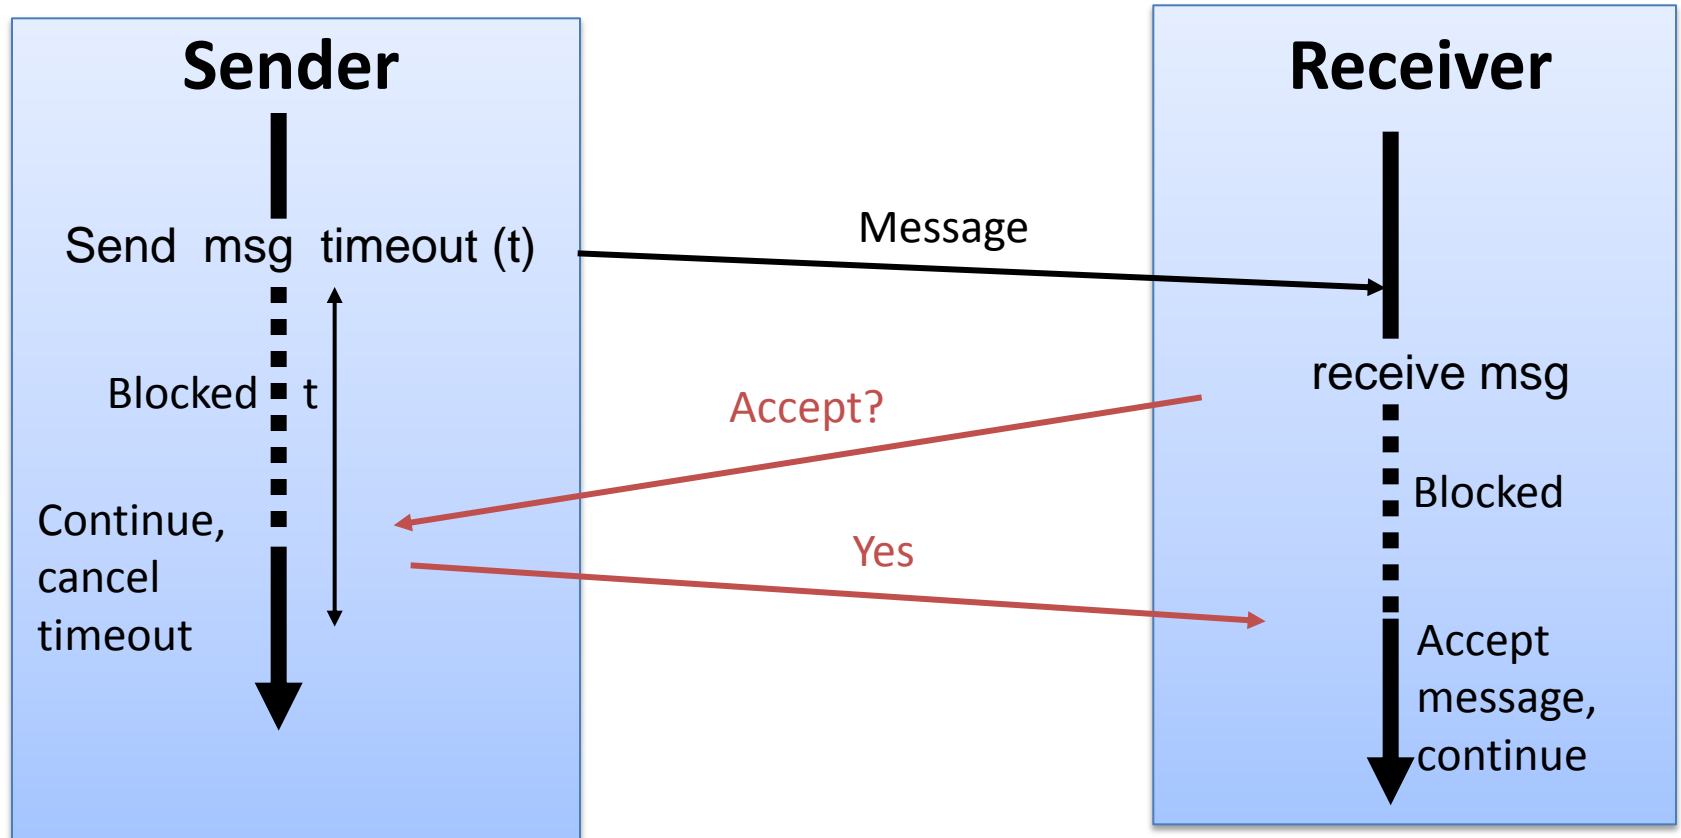 Sender
Receiver
Send msg timeout (t)
Message
Blocked
t
receive msg
Accept?
Blocked
Continue,
cancel
timeout
Yes
Accept
message,
continue